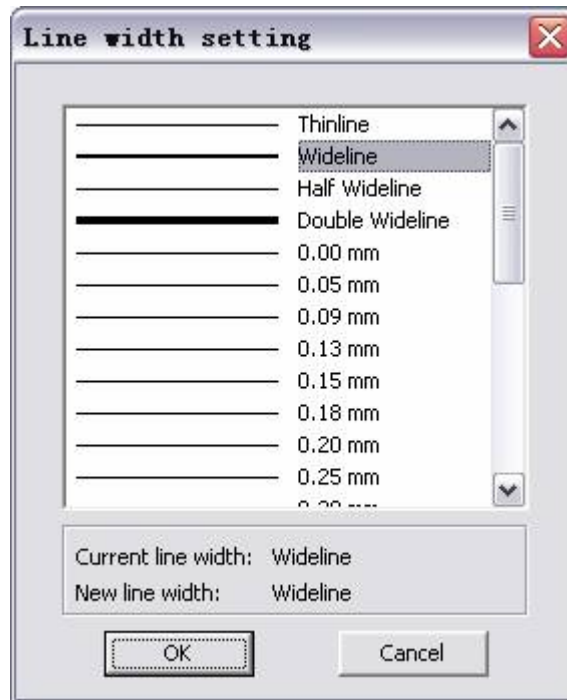 Line width setting
Thinline
Wideline
Half Wideline
Double Wideline
0.00 mm
0.05 mm
0.09 mm
0.13 mm
0.15 mm
0.18 mm
0.20 mm
0.25 mm
Current line width: Wideline
New line width: Wideline
OK Cancel